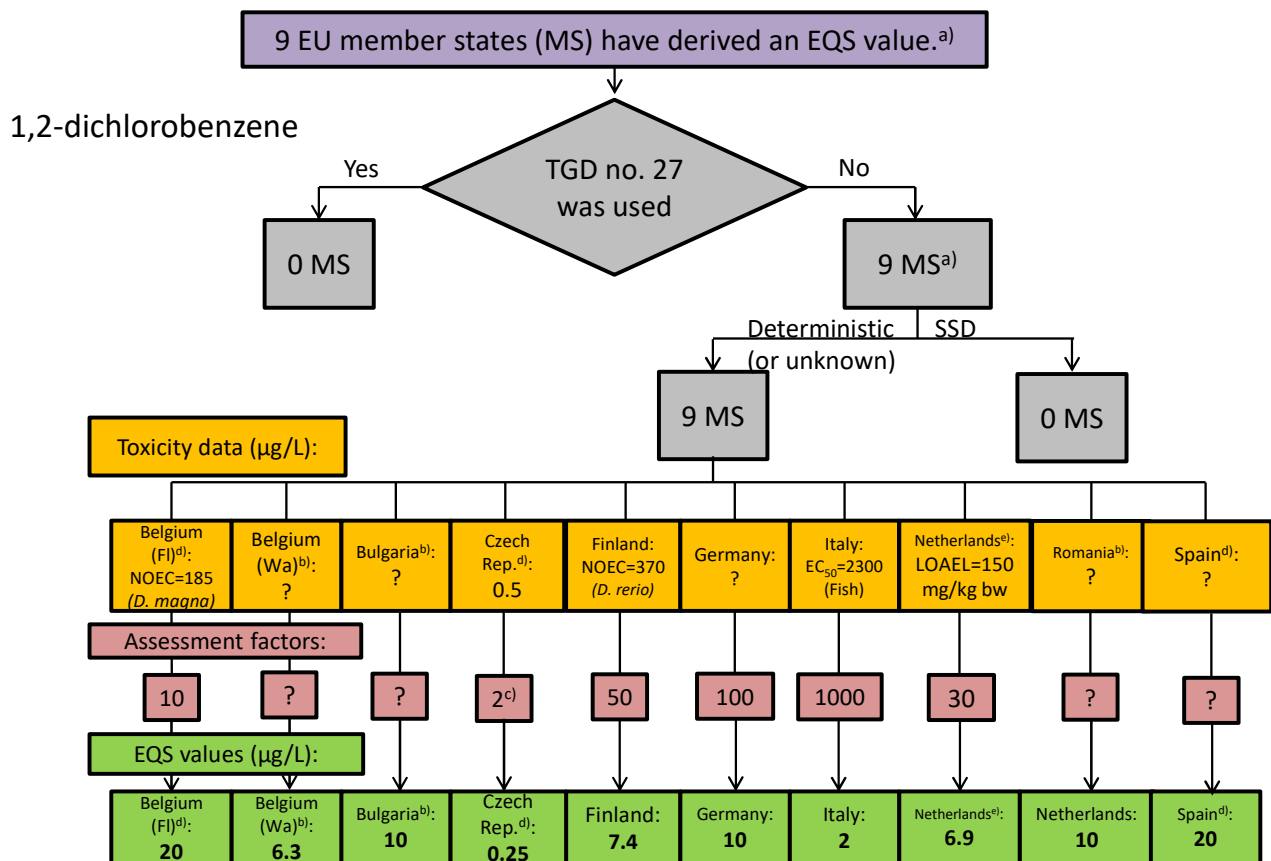 9 EU member states (MS) have derived an EQS value.a)
1,2-dichlorobenzene
TGD no. 27
was used
Yes
No
0 MS
9 MSa)
Deterministic
(or unknown)
SSD
9 MS
0 MS
Toxicity data (µg/L):
Belgium
(Fl)d):
NOEC=185
(D. magna)
Belgium
(Wa)b):
?
Bulgariab):
?
Czech
Rep.d):
0.5
Finland:
NOEC=370
(D. rerio)
Germany:
?
Italy:
EC50=2300
(Fish)
Netherlandse):
LOAEL=150
mg/kg bw
Romaniab):
?
Spaind):
?
Assessment factors:
10
?
?
2c)
50
100
1000
30
?
?
EQS values (µg/L):
Belgium
(Fl)d):
20
Belgium
(Wa)b):
6.3
Bulgariab):
10
Czech
Rep.d):
0.25
Finland:
7.4
Germany:
10
Italy:
2
Netherlandse):
6.9
Netherlands:
10
Spaind):
20